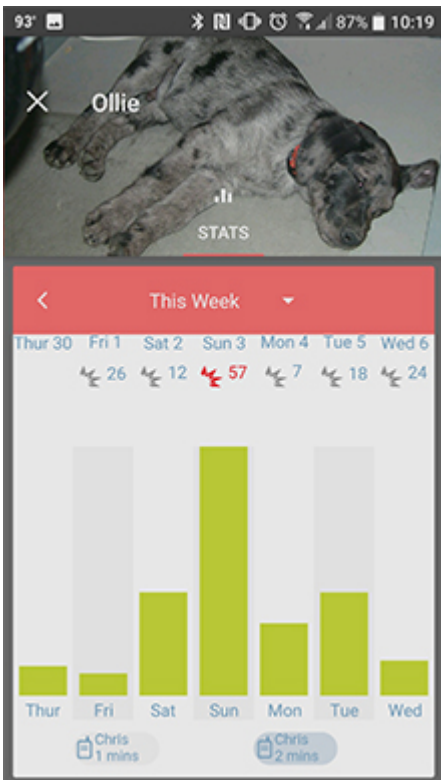 93° 87% 10:19
Ollie
STATS
This Week
Thur 30 Fri 1 Sat 2 Sun 3 Mon 4 Tue 5 Wed 6
26 12 57 7 18 24
Thur Fri Sat Sun Mon Tue Wed
Chris Chris
1 mins 2 mins